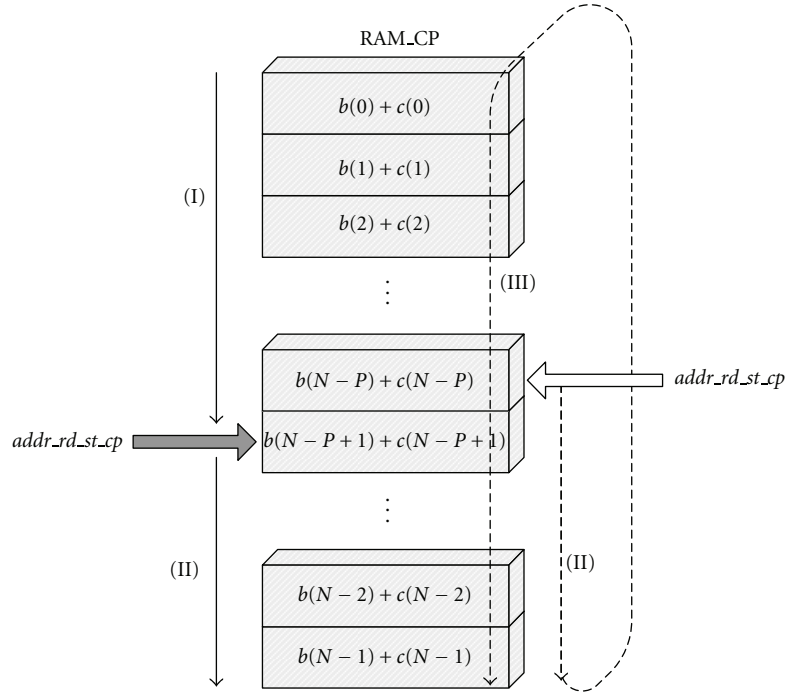 RAM_CP
b(0) + c(0)
b(1) + c(1)
(I)
b(2) + c(2)
(III)
⋮
b(N − P) + c(N − P)
addr_rd_st_cp
addr_rd_st_cp
b(N − P + 1) + c(N − P + 1)
⋮
(II)
(II)
b(N − 2) + c(N − 2)
b(N − 1) + c(N − 1)